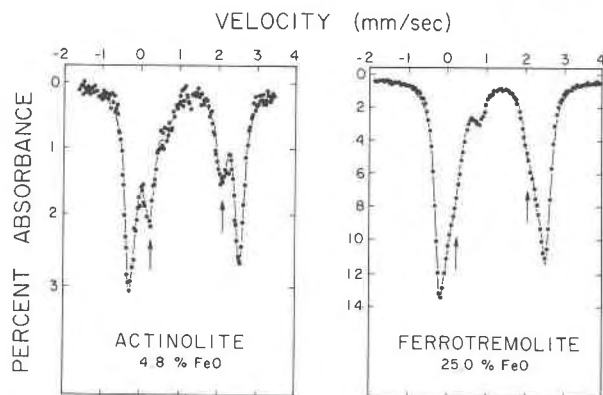 VELOCITY (mm/sec)
-2 -1 0 1 2 3 4
-2 -1 0 1 2 3 4
PERCENT ABSORBANCE
0
1
2
3
0
2
4
6
8
10
12
14
ACTINOLITE
4.8 % FeO
FERROTREMOLITE
25.0 % FeO